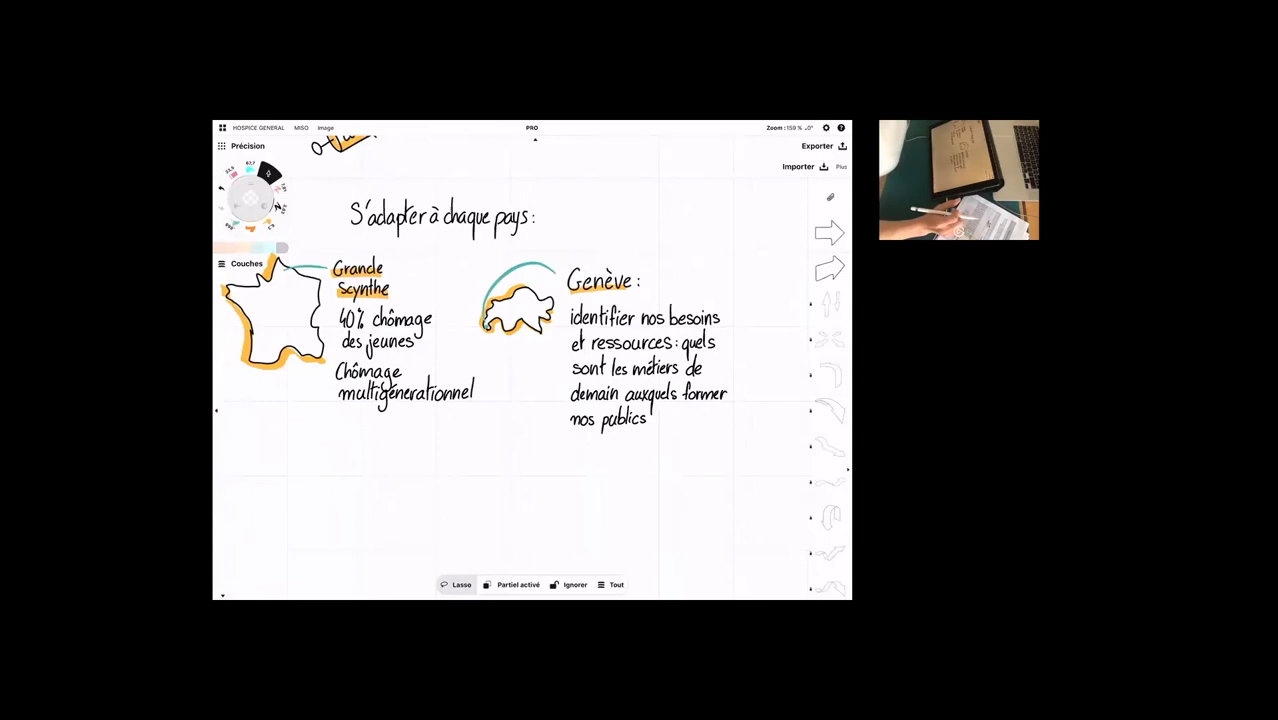 HOSPICE GENERAL MISO Image PRO Zoom : 159 % ⊿0°
Précision
Exporter
Importer Plus
S'adapter à chaque pays :
Couches
Grande
Scynthe
40% chômage
des jeunes
Chômage
multigénerationnel
Genève :
identifier nos besoins
et ressources : quels
sont les métiers de
demain auxquels former
nos publics
Lasso Partiel activé Ignorer Tout